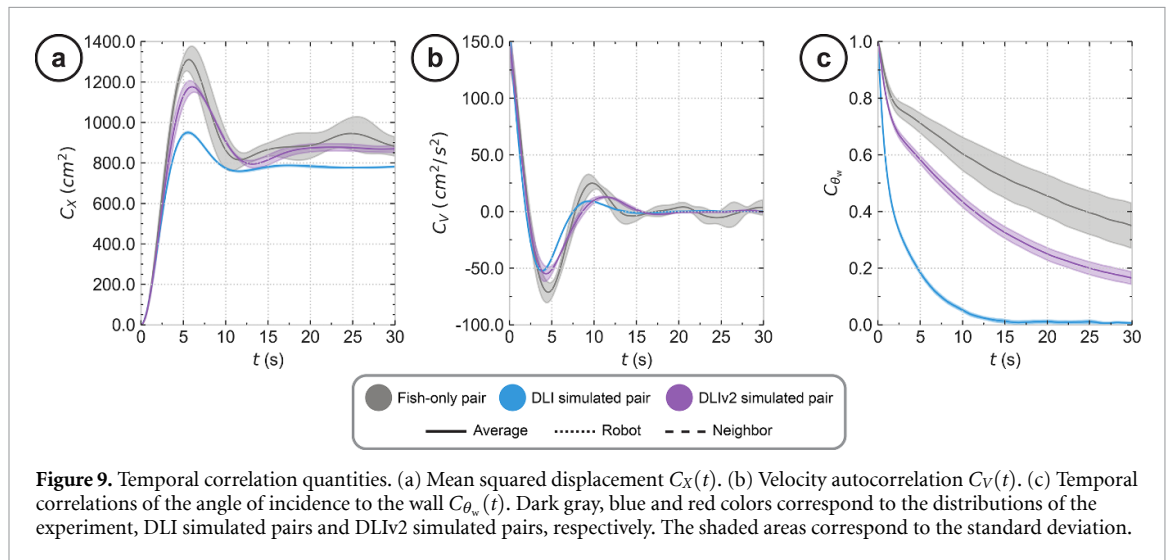 a
1400.0
1200.0
1000.0
800.0
600.0
400.0
200.0
0.0
C_X (cm²)
0 5 10 15 20 25 30
t (s)
b
150.0
100.0
50.0
0.0
-50.0
-100.0
C_V (cm²/s²)
0 5 10 15 20 25 30
t (s)
c
1.0
0.8
0.6
0.4
0.2
0.0
C_θw
0 5 10 15 20 25 30
t (s)
Fish-only pair DLI simulated pair DLIv2 simulated pair
Average Robot Neighbor
Figure 9. Temporal correlation quantities. (a) Mean squared displacement C_X(t). (b) Velocity autocorrelation C_V(t). (c) Temporal
correlations of the angle of incidence to the wall C_θw(t). Dark gray, blue and red colors correspond to the distributions of the
experiment, DLI simulated pairs and DLIv2 simulated pairs, respectively. The shaded areas correspond to the standard deviation.